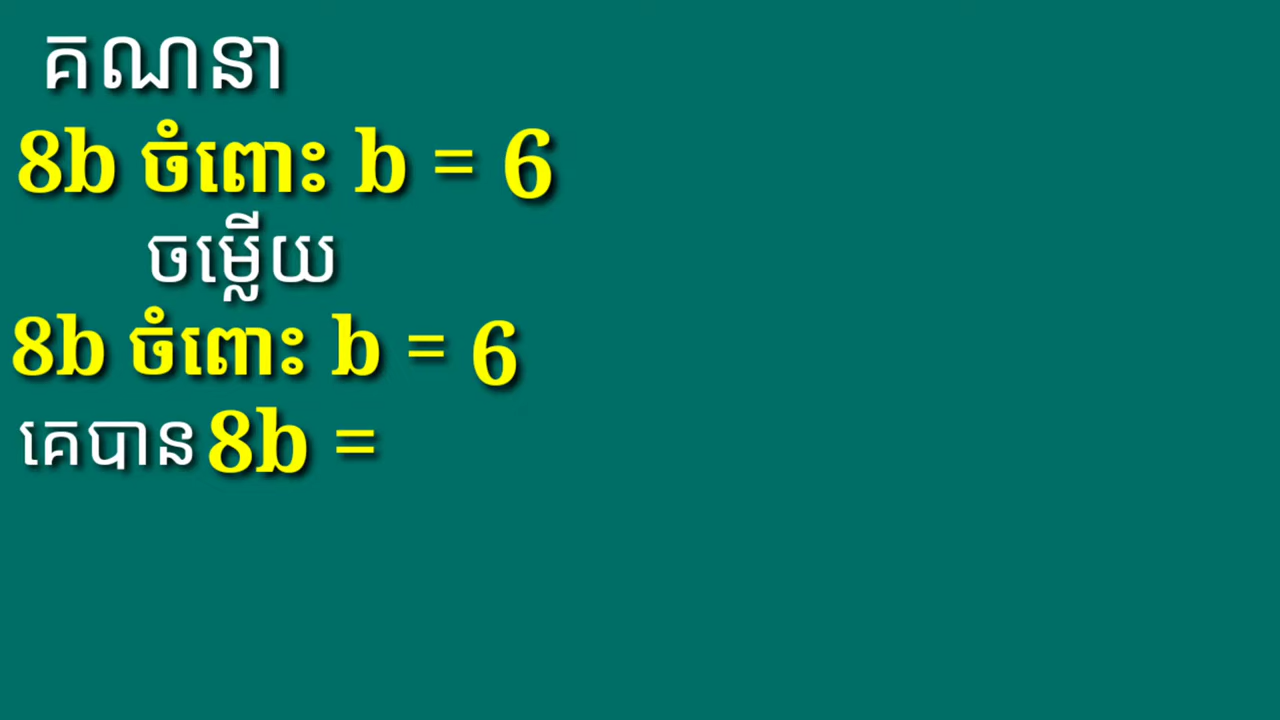 គណនា
8b ចំពោះ b = 6
ចម្លើយ
8b ចំពោះ b = 6
គេបាន 8b =